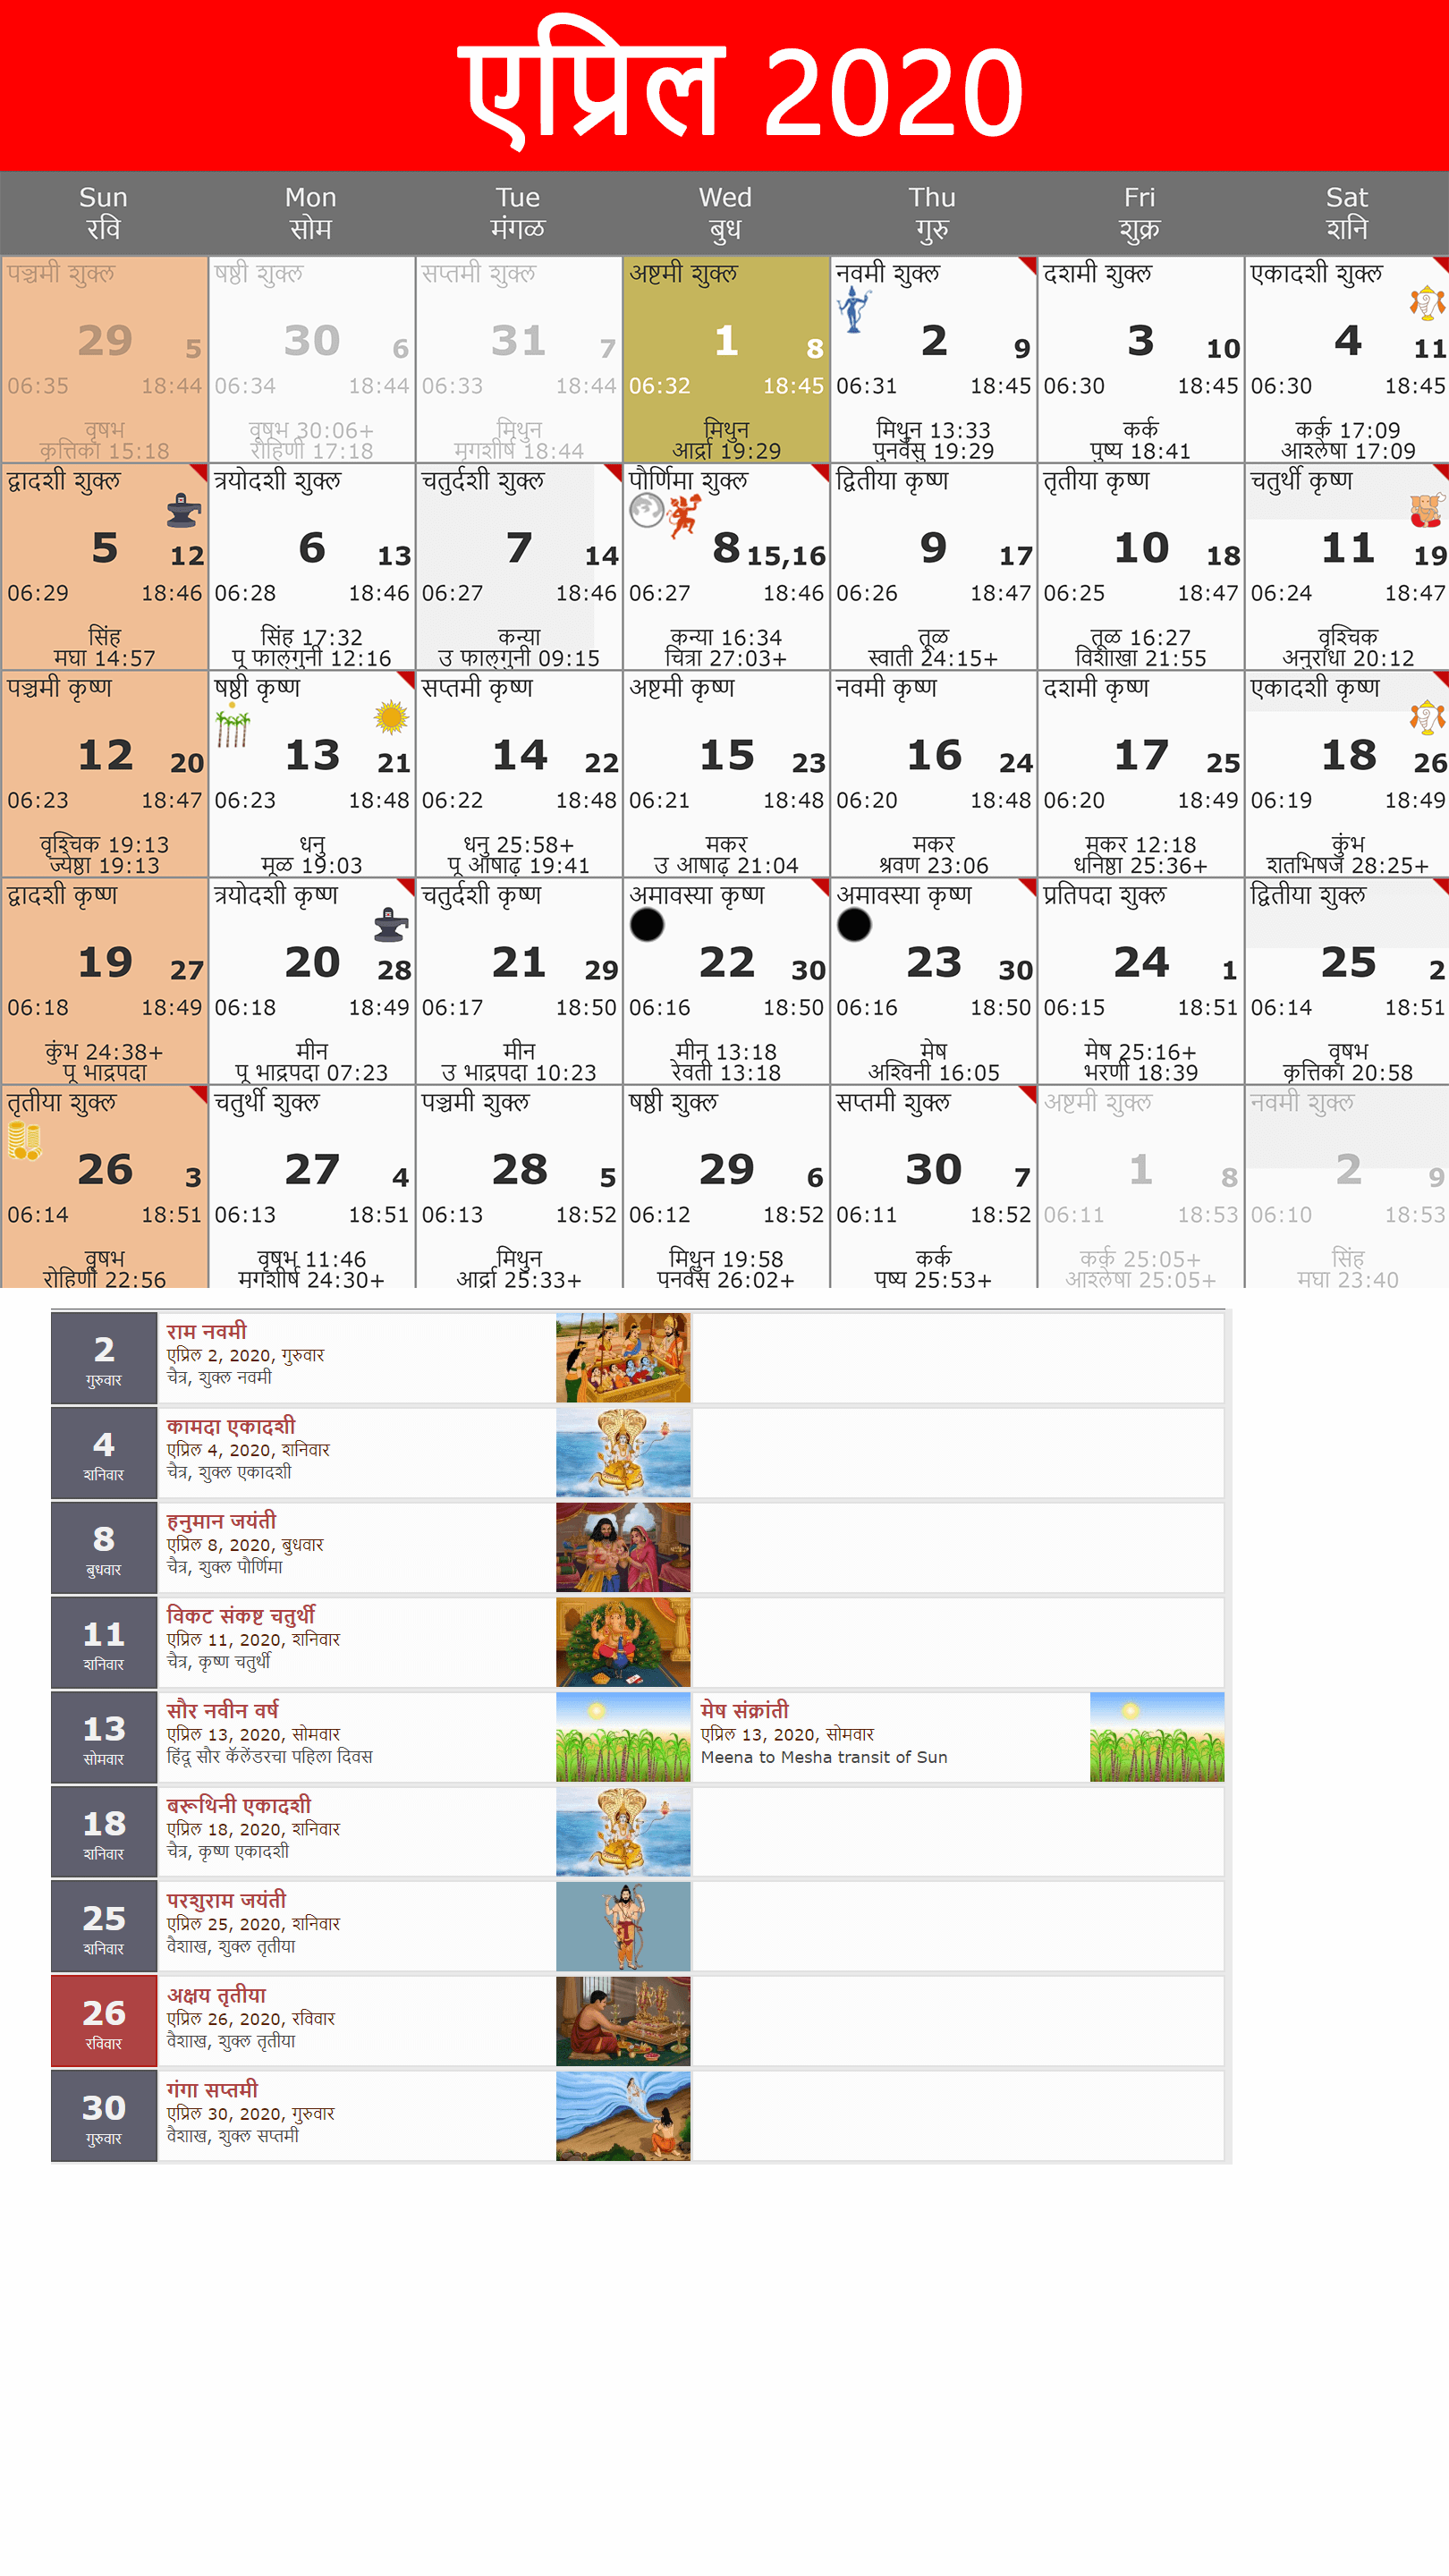 एप्रिल 2020
Sun Mon Tue Wed Thu Fri Sat
रवि सोम मंगळ बुध गुरु शुक्र शनि
पञ्चमी शुक्ल षष्ठी शुक्ल सप्तमी शुक्ल अष्टमी शुक्ल नवमी शुक्ल दशमी शुक्ल एकादशी शुक्ल
29 5 30 6 31 7 1 8 2 9 3 10 4 11
06:35 18:44 06:34 18:44 06:33 18:44 06:32 18:45 06:31 18:45 06:30 18:45 06:30 18:45
वृषभ वृषभ 30:06+ मिथुन मिथुन मिथुन 13:33 कर्क कर्क 17:09
कृत्तिका 15:18 रोहिणी 17:18 मृगशीर्ष 18:44 आर्द्रा 19:29 पुनर्वसु 19:29 पुष्य 18:41 आश्लेषा 17:09
द्वादशी शुक्ल त्रयोदशी शुक्ल चतुर्दशी शुक्ल पौर्णिमा शुक्ल द्वितीया कृष्ण तृतीया कृष्ण चतुर्थी कृष्ण
5 12 6 13 7 14 8 15,16 9 17 10 18 11 19
06:29 18:46 06:28 18:46 06:27 18:46 06:27 18:46 06:26 18:47 06:25 18:47 06:24 18:47
सिंह सिंह 17:32 कन्या कन्या 16:34 तूळ तूळ 16:27 वृश्चिक
मघा 14:57 पू फाल्गुनी 12:16 उ फाल्गुनी 09:15 चित्रा 27:03+ स्वाती 24:15+ विशाखा 21:55 अनुराधा 20:12
पञ्चमी कृष्ण षष्ठी कृष्ण सप्तमी कृष्ण अष्टमी कृष्ण नवमी कृष्ण दशमी कृष्ण एकादशी कृष्ण
12 20 13 21 14 22 15 23 16 24 17 25 18 26
06:23 18:47 06:23 18:48 06:22 18:48 06:21 18:48 06:20 18:48 06:20 18:49 06:19 18:49
वृश्चिक 19:13 धनु धनु 25:58+ मकर मकर मकर 12:18 कुंभ
ज्येष्ठा 19:13 मूळ 19:03 पू आषाढ़ 19:41 उ आषाढ़ 21:04 श्रवण 23:06 धनिष्ठा 25:36+ शतभिषज 28:25+
द्वादशी कृष्ण त्रयोदशी कृष्ण चतुर्दशी कृष्ण अमावस्या कृष्ण अमावस्या कृष्ण प्रतिपदा शुक्ल द्वितीया शुक्ल
19 27 20 28 21 29 22 30 23 30 24 1 25 2
06:18 18:49 06:18 18:49 06:17 18:50 06:16 18:50 06:16 18:50 06:15 18:51 06:14 18:51
कुंभ 24:38+ मीन मीन मीन 13:18 मेष मेष 25:16+ वृषभ
पू भाद्रपदा पू भाद्रपदा 07:23 उ भाद्रपदा 10:23 रेवती 13:18 अश्विनी 16:05 भरणी 18:39 कृत्तिका 20:58
तृतीया शुक्ल चतुर्थी शुक्ल पञ्चमी शुक्ल षष्ठी शुक्ल सप्तमी शुक्ल अष्टमी शुक्ल नवमी शुक्ल
26 3 27 4 28 5 29 6 30 7 1 8 2 9
06:14 18:51 06:13 18:51 06:13 18:52 06:12 18:52 06:11 18:52 06:11 18:53 06:10 18:53
वृषभ वृषभ 11:46 मिथुन मिथुन 19:58 कर्क कर्क 25:05+ सिंह
रोहिणी 22:56 मृगशीर्ष 24:30+ आर्द्रा 25:33+ पुनर्वसु 26:02+ पुष्य 25:53+ आश्लेषा 25:05+ मघा 23:40
2
गुरुवार
राम नवमी
एप्रिल 2, 2020, गुरुवार
चैत्र, शुक्ल नवमी
4
शनिवार
कामदा एकादशी
एप्रिल 4, 2020, शनिवार
चैत्र, शुक्ल एकादशी
8
बुधवार
हनुमान जयंती
एप्रिल 8, 2020, बुधवार
चैत्र, शुक्ल पौर्णिमा
11
शनिवार
विकट संकष्ट चतुर्थी
एप्रिल 11, 2020, शनिवार
चैत्र, कृष्ण चतुर्थी
13
सोमवार
सौर नवीन वर्ष
एप्रिल 13, 2020, सोमवार
हिंदू सौर कॅलेंडरचा पहिला दिवस
मेष संक्रांती
एप्रिल 13, 2020, सोमवार
Meena to Mesha transit of Sun
18
शनिवार
बरूथिनी एकादशी
एप्रिल 18, 2020, शनिवार
चैत्र, कृष्ण एकादशी
25
शनिवार
परशुराम जयंती
एप्रिल 25, 2020, शनिवार
वैशाख, शुक्ल तृतीया
26
रविवार
अक्षय तृतीया
एप्रिल 26, 2020, रविवार
वैशाख, शुक्ल तृतीया
30
गुरुवार
गंगा सप्तमी
एप्रिल 30, 2020, गुरुवार
वैशाख, शुक्ल सप्तमी